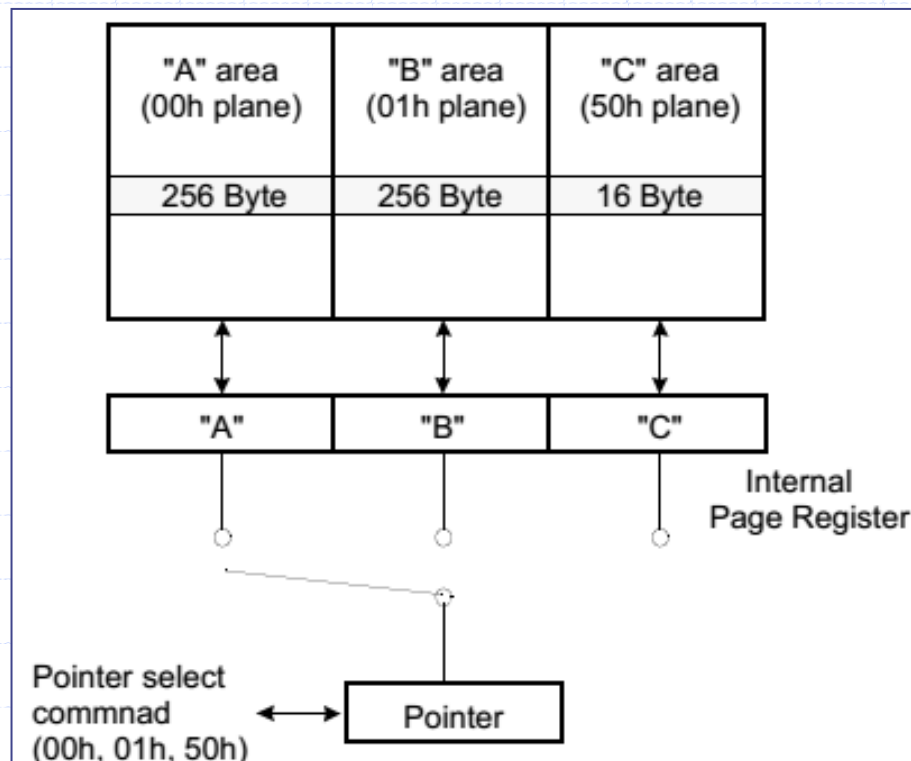 "A" area
(00h plane)
"B" area
(01h plane)
"C" area
(50h plane)
256 Byte
256 Byte
16 Byte
"A"
"B"
"C"
Internal
Page Register
Pointer select
commnad
(00h, 01h, 50h)
Pointer